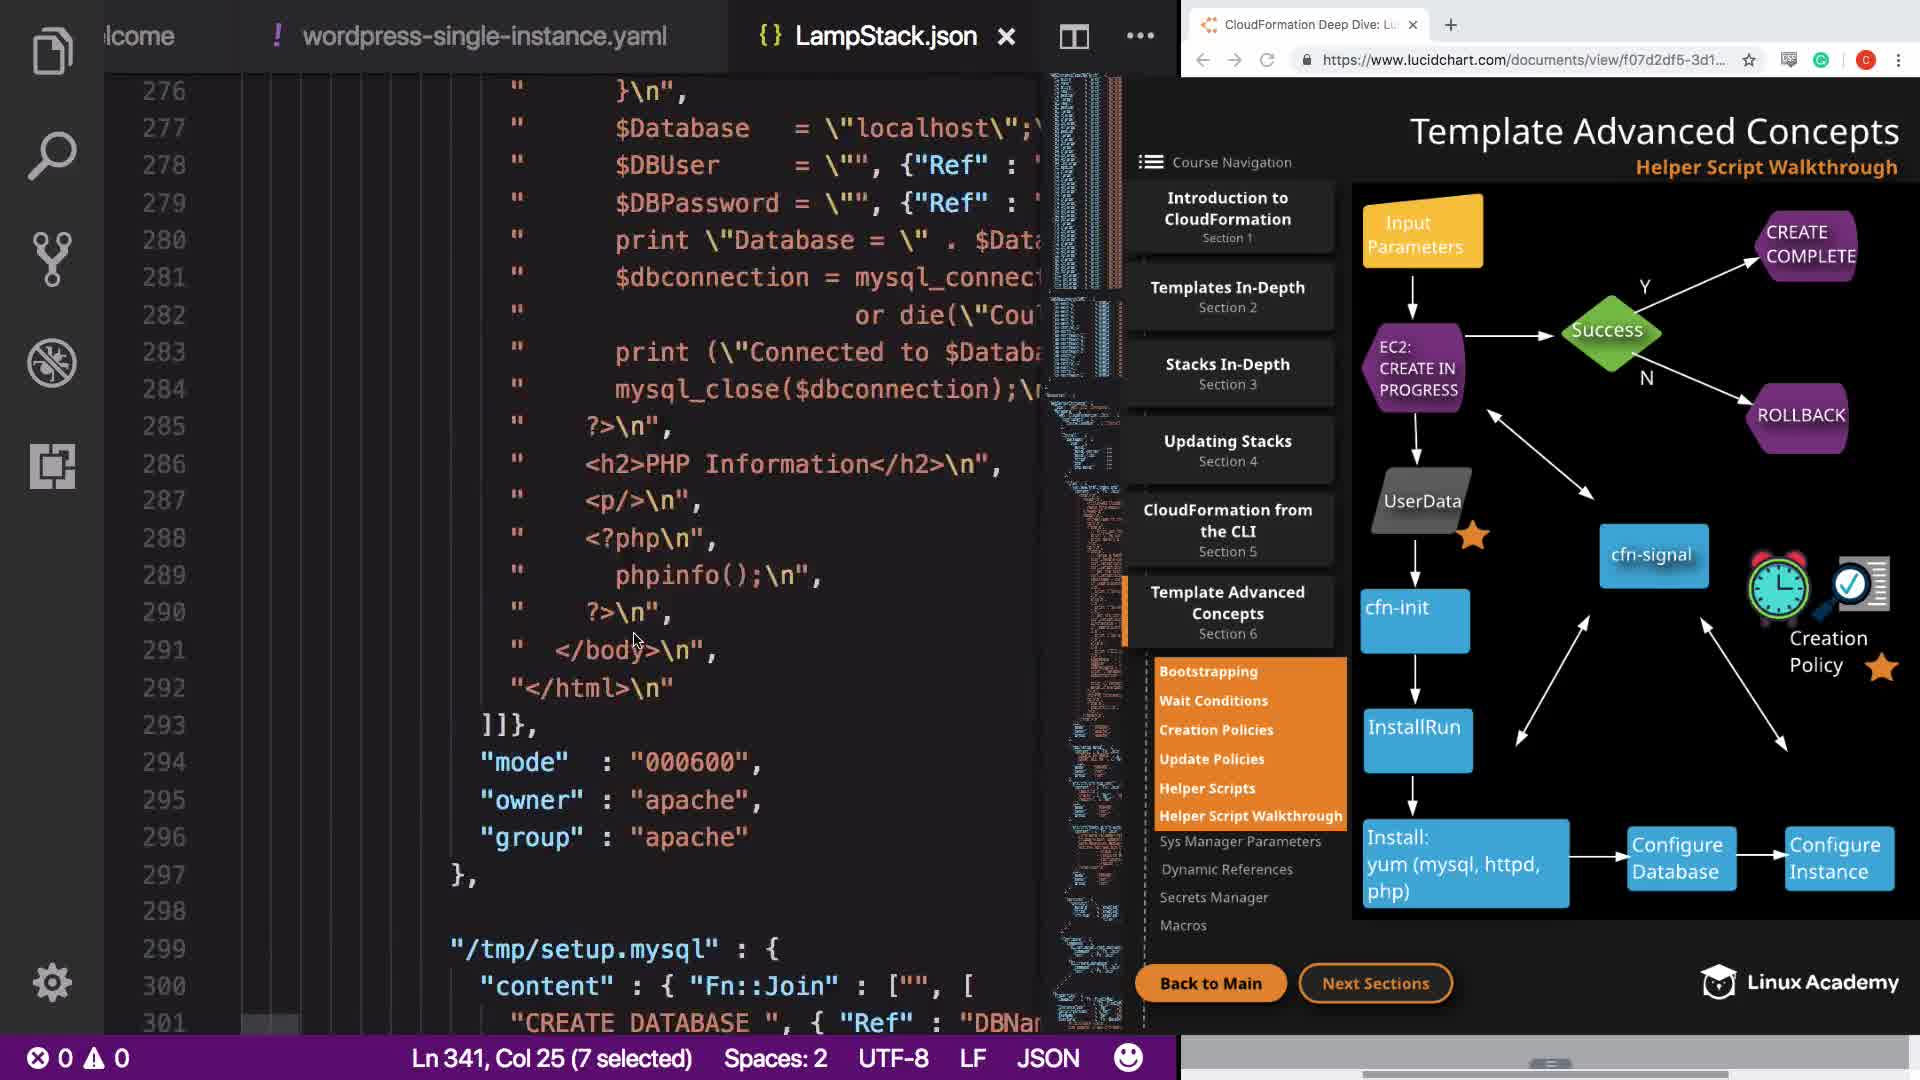 lcome
! wordpress-single-instance.yaml
{} LampStack.json
276 "      }\n",
277 "      $Database   = \"localhost\";\
278 "      $DBUser     = \"", {"Ref" : "
279 "      $DBPassword = \"", {"Ref" : "
280 "      print \"Database = \" . $Data
281 "      $dbconnection = mysql_connect
282 "                      or die(\"Cou
283 "      print (\"Connected to $Databa
284 "      mysql_close($dbconnection);\n
285 "    ?>\n",
286 "    <h2>PHP Information</h2>\n",
287 "    <p/>\n",
288 "    <?php\n",
289 "      phpinfo();\n",
290 "    ?>\n",
291 "  </body>\n",
292 "</html>\n"
293 ]]},
294 "mode"  : "000600",
295 "owner" : "apache",
296 "group" : "apache"
297 },
298
299 "/tmp/setup.mysql" : {
300 "content" : { "Fn::Join" : ["", [
301 "CREATE DATABASE ", { "Ref" : "DBNam
0 0
Ln 341, Col 25 (7 selected)
Spaces: 2
UTF-8
LF
JSON
CloudFormation Deep Dive: Lu
https://www.lucidchart.com/documents/view/f07d2df5-3d1...
C
Template Advanced Concepts
Helper Script Walkthrough
Course Navigation
Introduction to
CloudFormation
Section 1
Templates In-Depth
Section 2
Stacks In-Depth
Section 3
Updating Stacks
Section 4
CloudFormation from
the CLI
Section 5
Template Advanced
Concepts
Section 6
Bootstrapping
Wait Conditions
Creation Policies
Update Policies
Helper Scripts
Helper Script Walkthrough
Sys Manager Parameters
Dynamic References
Secrets Manager
Macros
Back to Main
Next Sections
Input
Parameters
EC2:
CREATE IN
PROGRESS
Success
Y
N
CREATE
COMPLETE
ROLLBACK
UserData
cfn-signal
cfn-init
Creation
Policy
InstallRun
Install:
yum (mysql, httpd,
php)
Configure
Database
Configure
Instance
Linux Academy